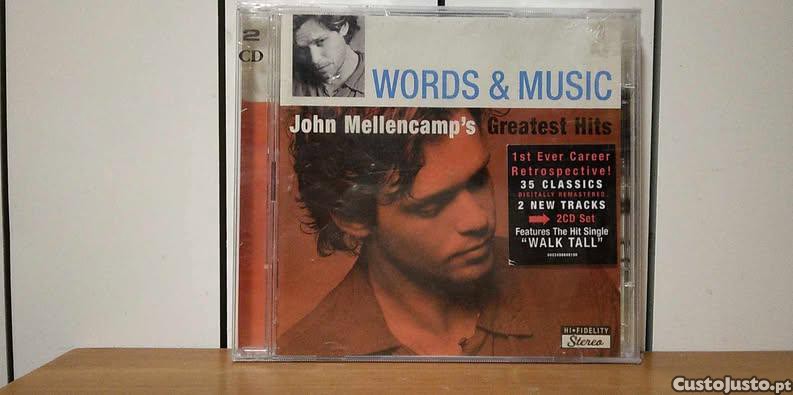 2
CD
WORDS & MUSIC
John Mellencamp's Greatest Hits
1st Ever Career
Retrospective!
35 CLASSICS
DIGITALLY REMASTERED
2 NEW TRACKS
2CD Set
Features The Hit Single
"WALK TALL"
HI•FIDELITY
Stereo
CustoJusto.pt